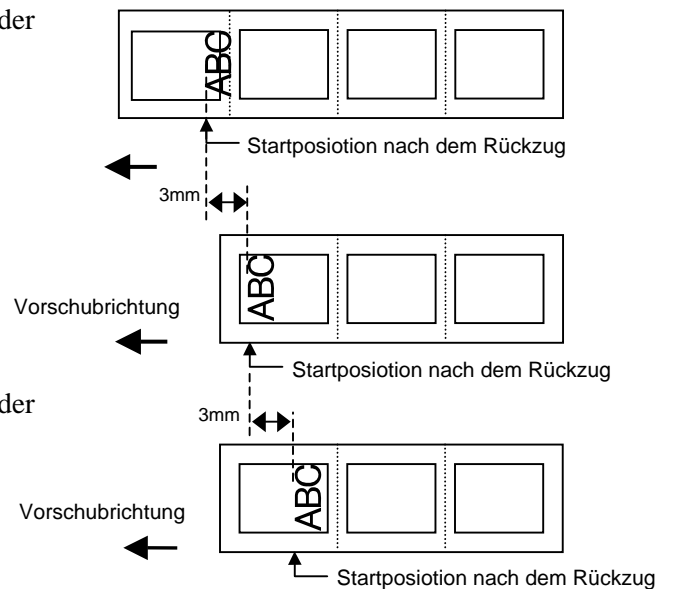 der
ABC
Startposiotion nach dem Rückzug
3mm
ABC
Vorschubrichtung
Startposiotion nach dem Rückzug
der
3mm
ABC
Vorschubrichtung
Startposiotion nach dem Rückzug